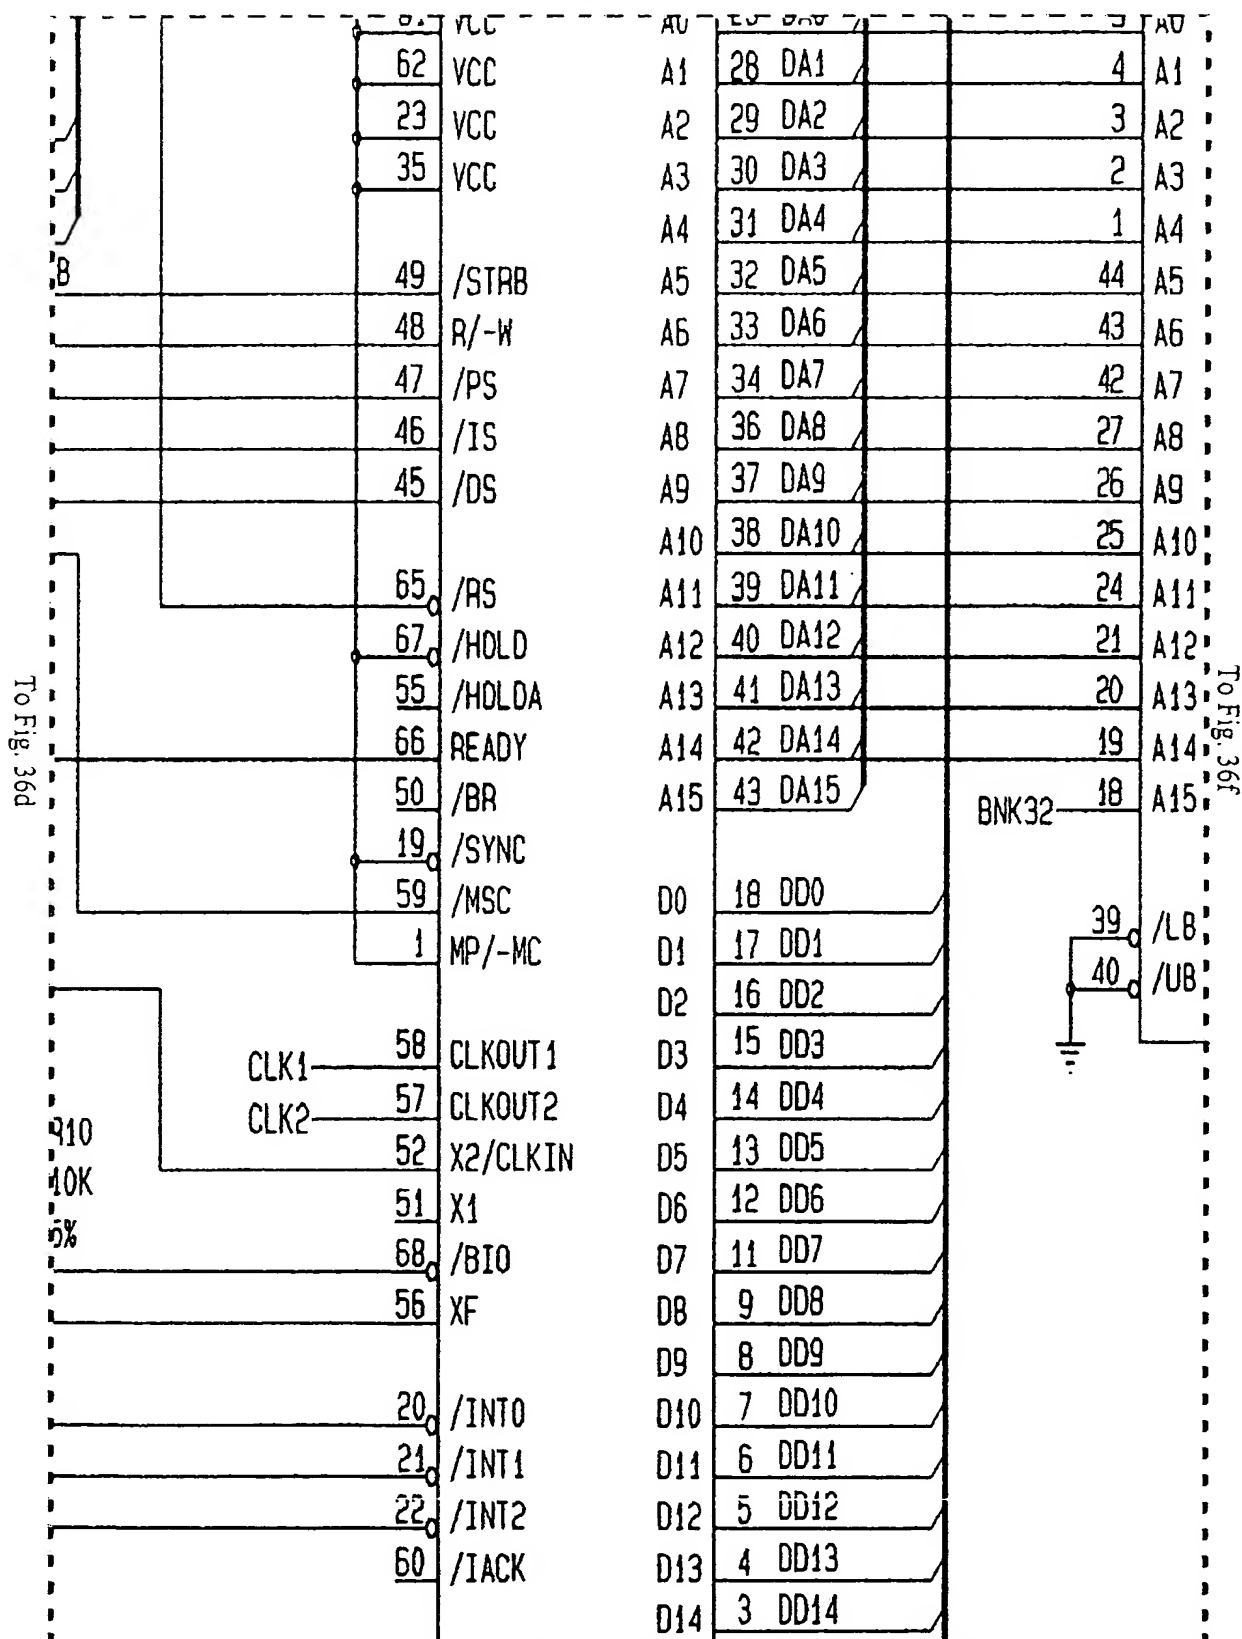 VCC A0 DA0 A0
62 VCC A1 28 DA1 4 A1
23 VCC A2 29 DA2 3 A2
35 VCC A3 30 DA3 2 A3
A4 31 DA4 1 A4
B 49 /STRB A5 32 DA5 44 A5
48 R/-W A6 33 DA6 43 A6
47 /PS A7 34 DA7 42 A7
46 /IS A8 36 DA8 27 A8
45 /DS A9 37 DA9 26 A9
A10 38 DA10 25 A10
65 /RS A11 39 DA11 24 A11
67 /HOLD A12 40 DA12 21 A12
55 /HOLDA A13 41 DA13 20 A13
66 READY A14 42 DA14 19 A14
50 /BR A15 43 DA15 BNK32 18 A15
To Fig. 36d
To Fig. 36f
19 /SYNC
59 /MSC D0 18 DD0 39 /LB
1 MP/-MC D1 17 DD1 40 /UB
D2 16 DD2
CLK1 58 CLKOUT1 D3 15 DD3
CLK2 57 CLKOUT2 D4 14 DD4
R10
10K
5%
52 X2/CLKIN D5 13 DD5
51 X1 D6 12 DD6
68 /BIO D7 11 DD7
56 XF D8 9 DD8
D9 8 DD9
20 /INT0 D10 7 DD10
21 /INT1 D11 6 DD11
22 /INT2 D12 5 DD12
60 /IACK D13 4 DD13
D14 3 DD14